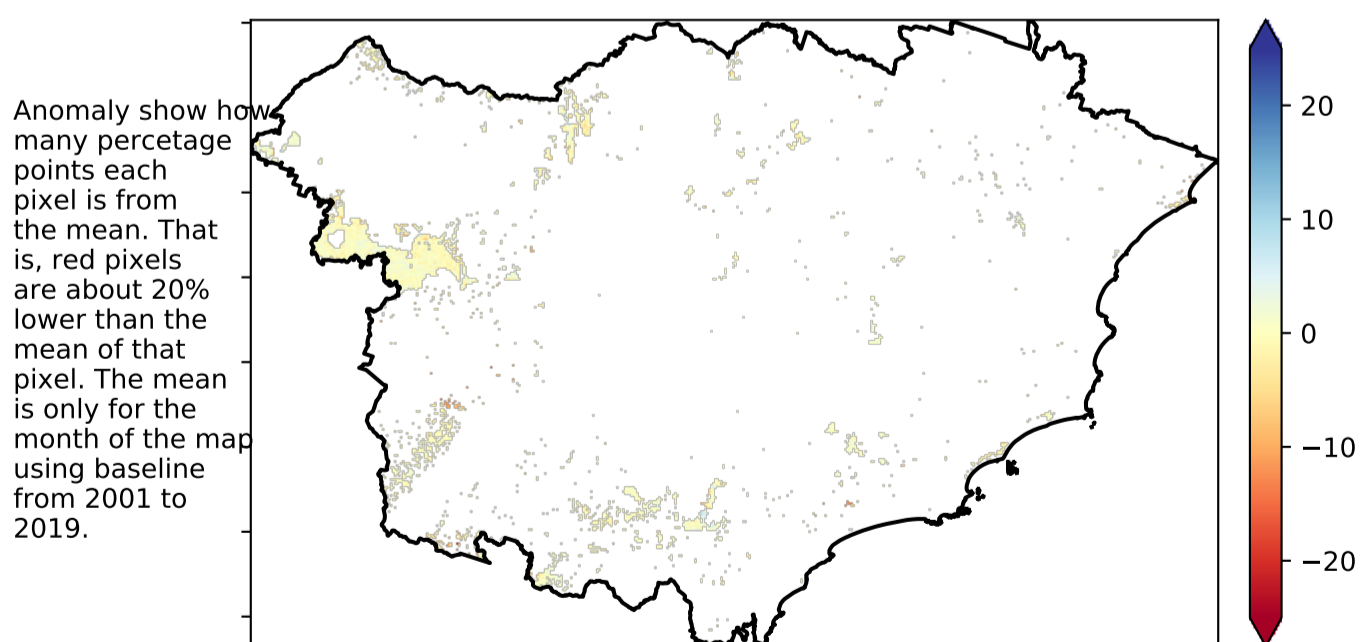 Anomaly show how
many percetage
points each
pixel is from
the mean. That
is, red pixels
are about 20%
lower than the
mean of that
pixel. The mean
is only for the
month of the map
using baseline
from 2001 to
2019.
20
10
0
−10
−20